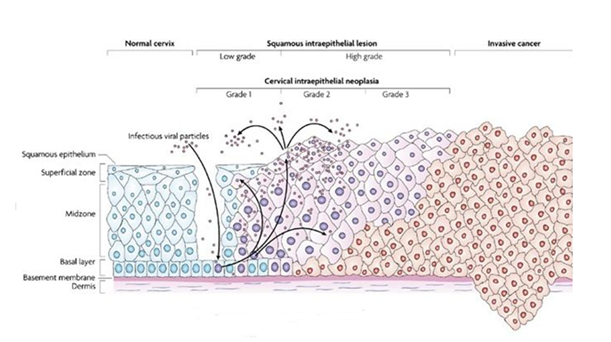 Normal cervix
Squamous intraepithelial lesion
Invasive cancer
Low grade
High grade
Cervical intraepithelial neoplasia
Grade 1
Grade 2
Grade 3
Infectious viral particles
Squamous epithelium
Superficial zone
Midzone
Basal layer
Basement membrane
Dermis